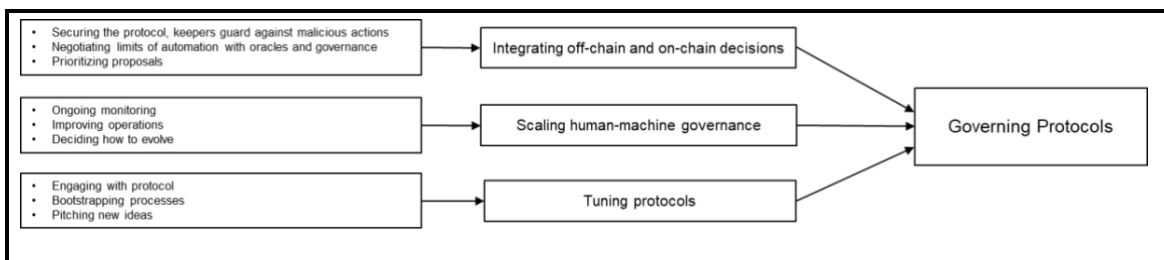 • Securing the protocol, keepers guard against malicious actions
• Negotiating limits of automation with oracles and governance
• Prioritizing proposals
Integrating off-chain and on-chain decisions
• Ongoing monitoring
• Improving operations
• Deciding how to evolve
Scaling human-machine governance
Governing Protocols
• Engaging with protocol
• Bootstrapping processes
• Pitching new ideas
Tuning protocols